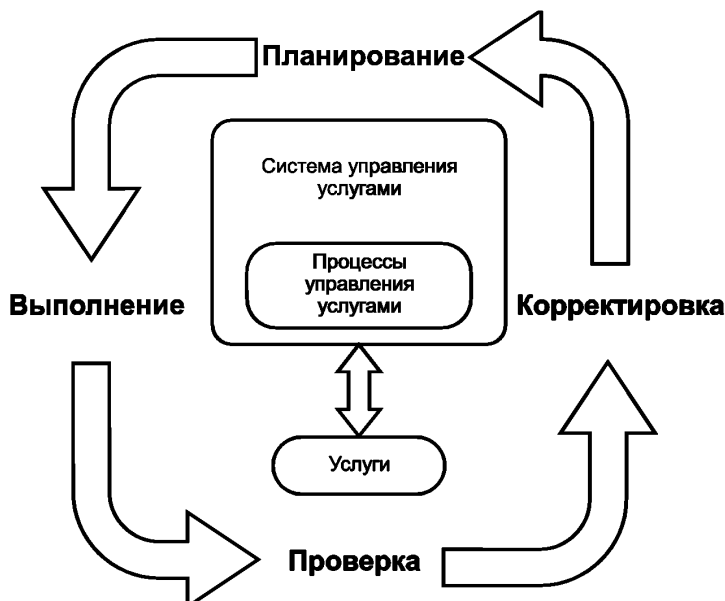 Планирование
Система управления
услугами
Процессы
управления
услугами
Выполнение
Корректировка
Услуги
Проверка